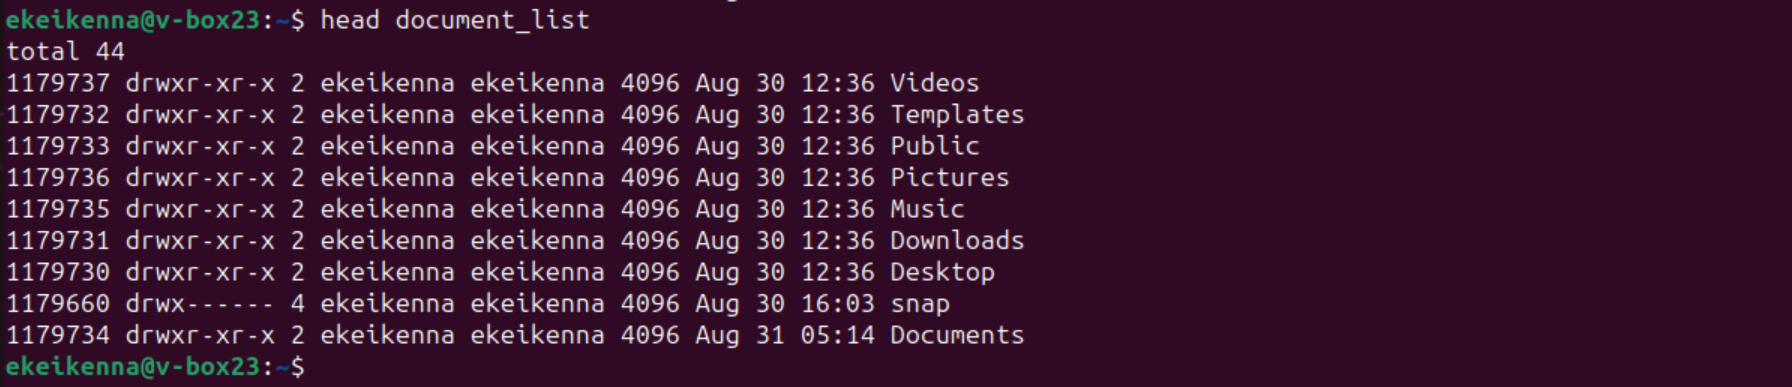 ekeikenna@v-box23:~$ head document_list
total 44
1179737 drwxr-xr-x 2 ekeikenna ekeikenna 4096 Aug 30 12:36 Videos
1179732 drwxr-xr-x 2 ekeikenna ekeikenna 4096 Aug 30 12:36 Templates
1179733 drwxr-xr-x 2 ekeikenna ekeikenna 4096 Aug 30 12:36 Public
1179736 drwxr-xr-x 2 ekeikenna ekeikenna 4096 Aug 30 12:36 Pictures
1179735 drwxr-xr-x 2 ekeikenna ekeikenna 4096 Aug 30 12:36 Music
1179731 drwxr-xr-x 2 ekeikenna ekeikenna 4096 Aug 30 12:36 Downloads
1179730 drwxr-xr-x 2 ekeikenna ekeikenna 4096 Aug 30 12:36 Desktop
1179660 drwx------ 4 ekeikenna ekeikenna 4096 Aug 30 16:03 snap
1179734 drwxr-xr-x 2 ekeikenna ekeikenna 4096 Aug 31 05:14 Documents
ekeikenna@v-box23:~$